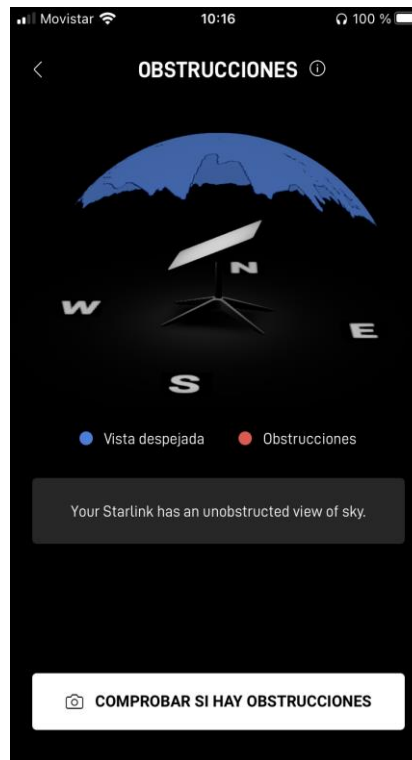 Movistar 10:16 100 %
OBSTRUCCIONES
N
W
E
S
Vista despejada Obstrucciones
Your Starlink has an unobstructed view of sky.
COMPROBAR SI HAY OBSTRUCCIONES